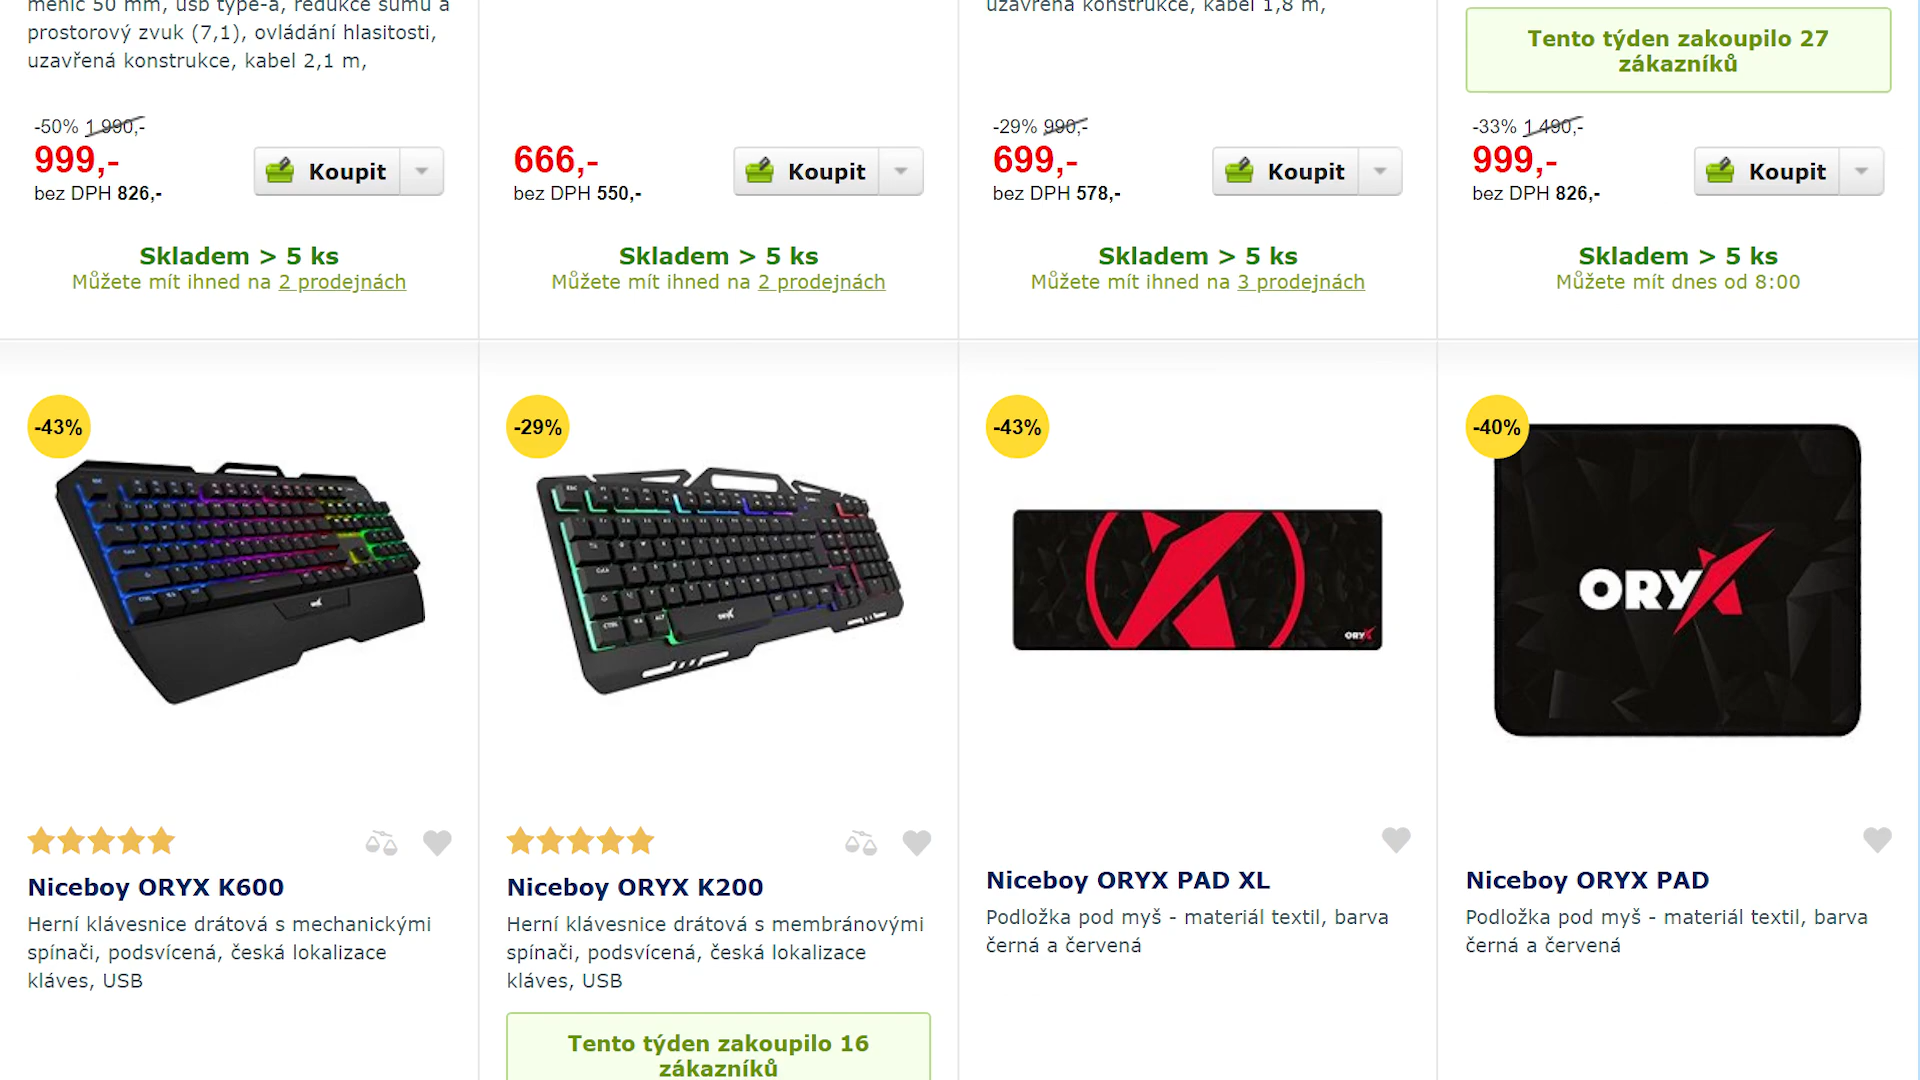 měnič 50 mm, usb type-a, redukce šumu a
prostorový zvuk (7,1), ovládání hlasitosti,
uzavřená konstrukce, kabel 2,1 m,
-50% 1 990,-
999,-
bez DPH 826,-
Koupit
Skladem > 5 ks
Můžete mít ihned na 2 prodejnách
666,-
bez DPH 550,-
Koupit
Skladem > 5 ks
Můžete mít ihned na 2 prodejnách
uzavřená konstrukce, kabel 1,8 m,
-29% 990,-
699,-
bez DPH 578,-
Koupit
Skladem > 5 ks
Můžete mít ihned na 3 prodejnách
Tento týden zakoupilo 27
zákazníků
-33% 1 490,-
999,-
bez DPH 826,-
Koupit
Skladem > 5 ks
Můžete mít dnes od 8:00
-43%
Niceboy ORYX K600
Herní klávesnice drátová s mechanickými
spínači, podsvícená, česká lokalizace
kláves, USB
-29%
ORYX
Niceboy ORYX K200
Herní klávesnice drátová s membránovými
spínači, podsvícená, česká lokalizace
kláves, USB
Tento týden zakoupilo 16
zákazníků
-43%
ORYX
Niceboy ORYX PAD XL
Podložka pod myš - materiál textil, barva
černá a červená
-40%
ORYX
Niceboy ORYX PAD
Podložka pod myš - materiál textil, barva
černá a červená